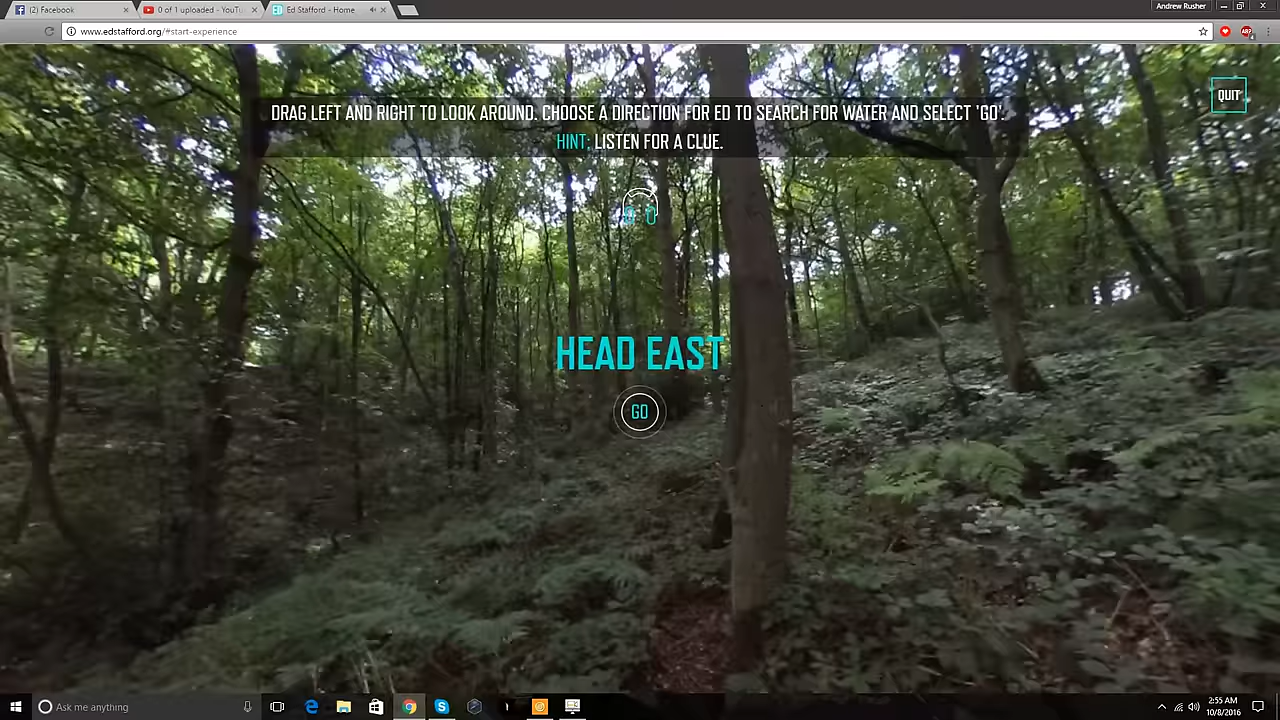 (2) Facebook
0 of 1 uploaded - YouTu
Ed Stafford - Home
Andrew Rusher
www.edstafford.org/#start-experience
QUIT
DRAG LEFT AND RIGHT TO LOOK AROUND. CHOOSE A DIRECTION FOR ED TO SEARCH FOR WATER AND SELECT 'GO'.
HINT: LISTEN FOR A CLUE.
HEAD EAST
GO
Ask me anything
2:55 AM
10/8/2016